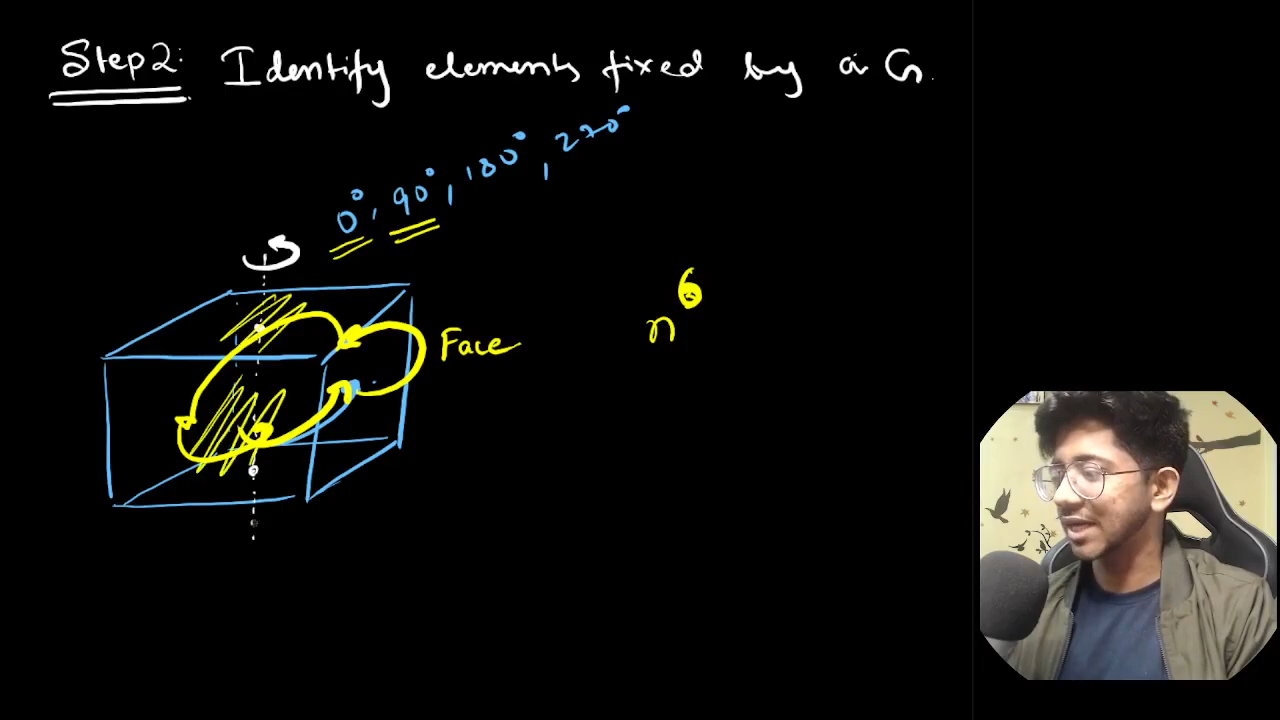 Step 2: Identify elements fixed by a G.
0°, 90°, 180°, 270°
Face
n⁶